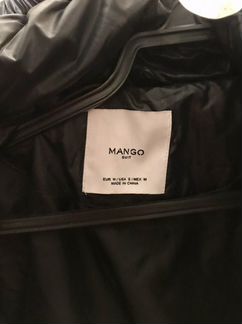 MANGO
SUIT
EUR M / USA S / MEX M
MADE IN CHINA